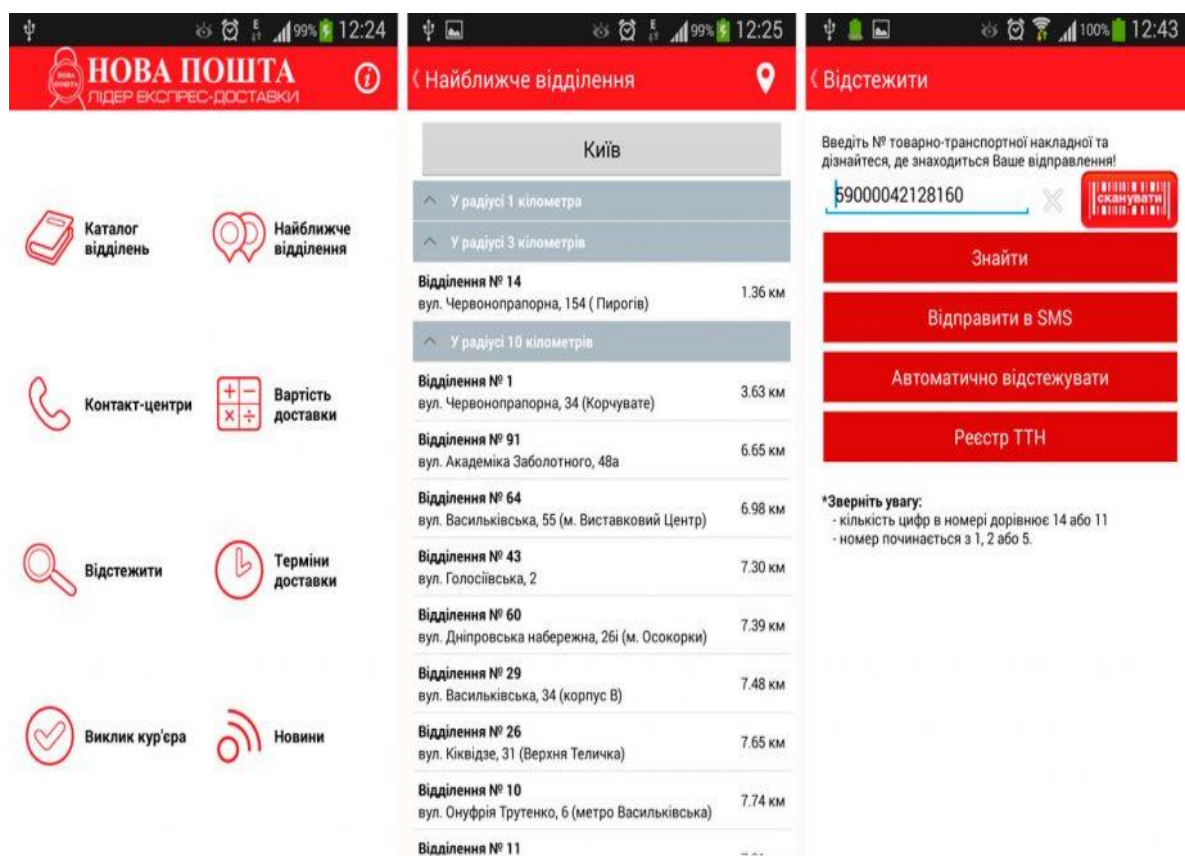 12:24
99%
НОВА ПОШТА
ЛІДЕР ЕКСПРЕС-ДОСТАВКИ
Каталог
відділень
Найближче
відділення
Контакт-центри
Вартість
доставки
Відстежити
Терміни
доставки
Виклик кур'єра
Новини
99%
12:25
Найближче відділення
Київ
У радіусі 1 кілометра
У радіусі 3 кілометрів
Відділення № 14
вул. Червонопрапорна, 154 ( Пирогів)
1.36 км
У радіусі 10 кілометрів
Відділення № 1
вул. Червонопрапорна, 34 (Корчувате)
3.63 км
Відділення № 91
вул. Академіка Заболотного, 48а
6.65 км
Відділення № 64
вул. Васильківська, 55 (м. Виставковий Центр)
6.98 км
Відділення № 43
вул. Голосіївська, 2
7.30 км
Відділення № 60
вул. Дніпровська набережна, 26і (м. Осокорки)
7.39 км
Відділення № 29
вул. Васильківська, 34 (корпус В)
7.48 км
Відділення № 26
вул. Кіквідзе, 31 (Верхня Теличка)
7.65 км
Відділення № 10
вул. Онуфрія Трутенко, 6 (метро Васильківська)
7.74 км
Відділення № 11
100%
12:43
Відстежити
Введіть № товарно-транспортної накладної та
дізнайтеся, де знаходиться Ваше відправлення!
59000042128160
сканувати
Знайти
Відправити в SMS
Автоматично відстежувати
Реєстр ТТН
*Зверніть увагу:
- кількість цифр в номері дорівнює 14 або 11
- номер починається з 1, 2 або 5.